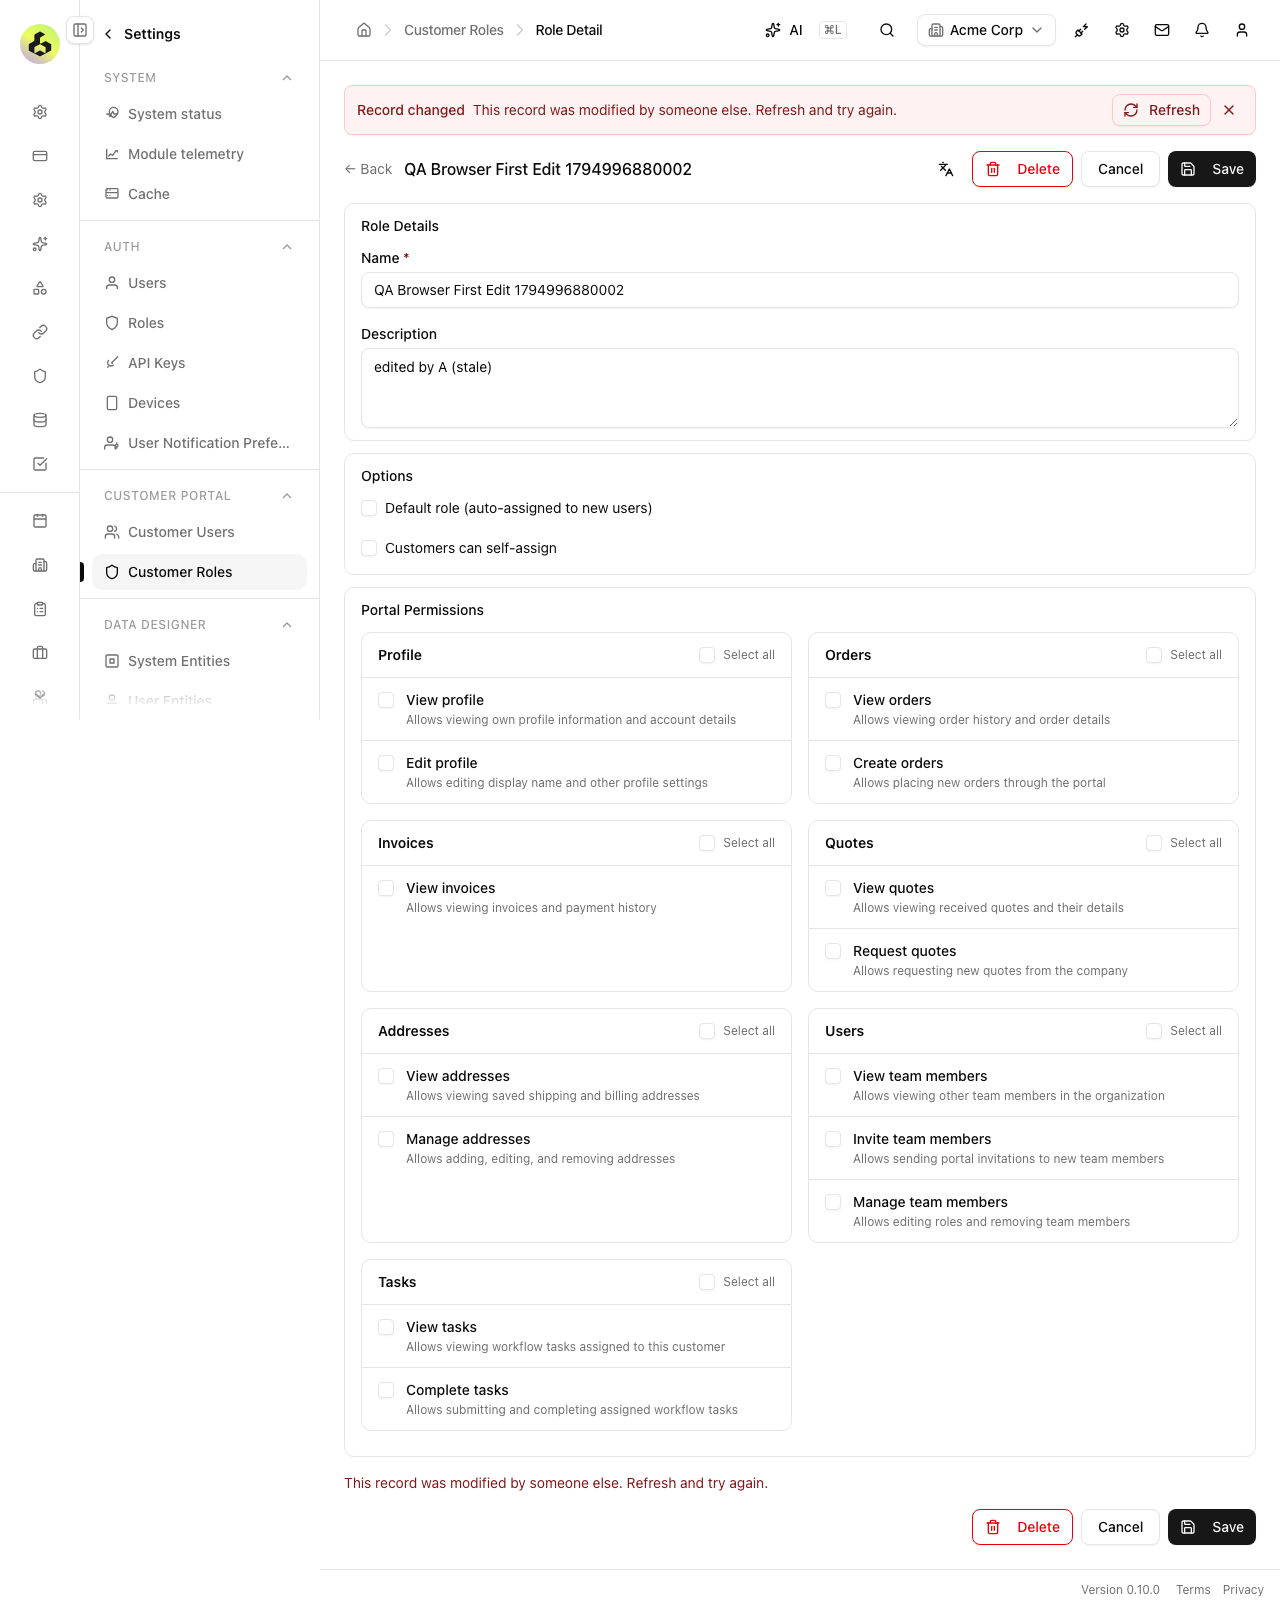 Settings
Customer Roles
Role Detail
AI
⌘L
Acme Corp
SYSTEM
System status
Module telemetry
Cache
AUTH
Users
Roles
API Keys
Devices
User Notification Prefe...
CUSTOMER PORTAL
Customer Users
Customer Roles
DATA DESIGNER
System Entities
User Entities
Record changed This record was modified by someone else. Refresh and try again.
Refresh
← Back
QA Browser First Edit 1794996880002
Delete
Cancel
Save
Role Details
Name *
QA Browser First Edit 1794996880002
Description
edited by A (stale)
Options
Default role (auto-assigned to new users)
Customers can self-assign
Portal Permissions
Profile
Select all
View profile
Allows viewing own profile information and account details
Edit profile
Allows editing display name and other profile settings
Orders
Select all
View orders
Allows viewing order history and order details
Create orders
Allows placing new orders through the portal
Invoices
Select all
View invoices
Allows viewing invoices and payment history
Quotes
Select all
View quotes
Allows viewing received quotes and their details
Request quotes
Allows requesting new quotes from the company
Addresses
Select all
View addresses
Allows viewing saved shipping and billing addresses
Manage addresses
Allows adding, editing, and removing addresses
Users
Select all
View team members
Allows viewing other team members in the organization
Invite team members
Allows sending portal invitations to new team members
Manage team members
Allows editing roles and removing team members
Tasks
Select all
View tasks
Allows viewing workflow tasks assigned to this customer
Complete tasks
Allows submitting and completing assigned workflow tasks
This record was modified by someone else. Refresh and try again.
Delete
Cancel
Save
Version 0.10.0
Terms
Privacy